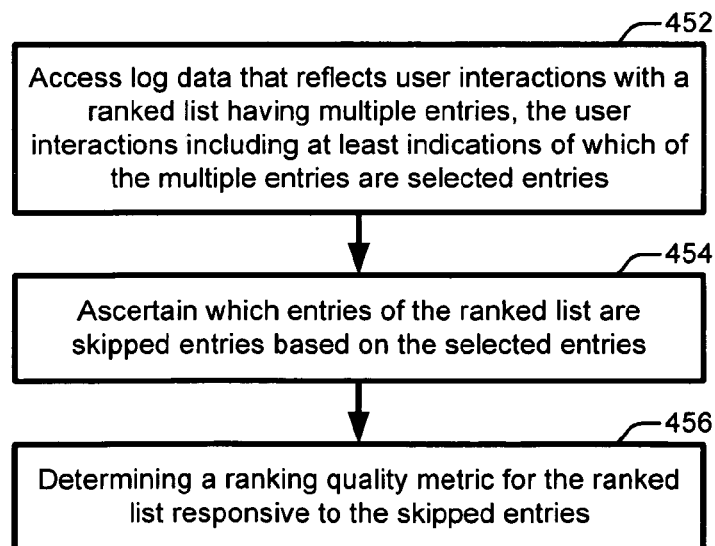 452
Access log data that reflects user interactions with a
ranked list having multiple entries, the user
interactions including at least indications of which of
the multiple entries are selected entries
454
Ascertain which entries of the ranked list are
skipped entries based on the selected entries
456
Determining a ranking quality metric for the ranked
list responsive to the skipped entries